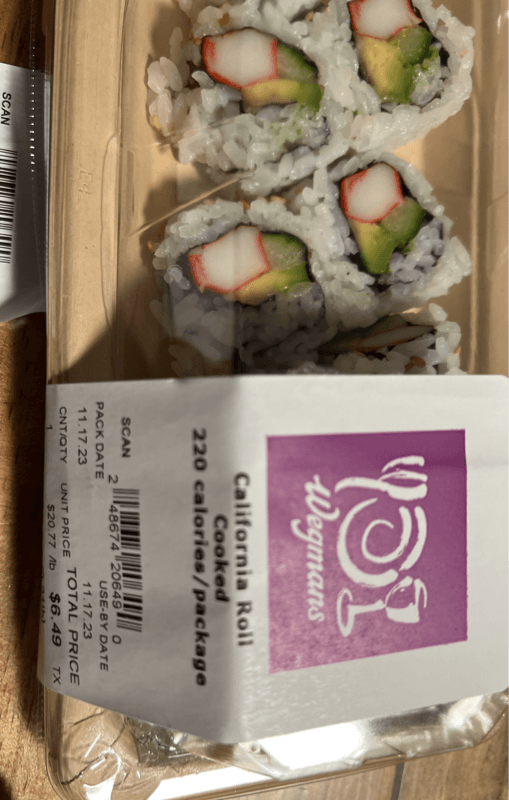 Wegmans
California Roll
Cooked
220 calories/package
SCAN
2 48674 20649 0
PACK DATE
11.17.23
USE-BY DATE
11.17.23
CNT/QTY
1
UNIT PRICE
$20.77 /lb
TOTAL PRICE
$6.49 TX
SCAN